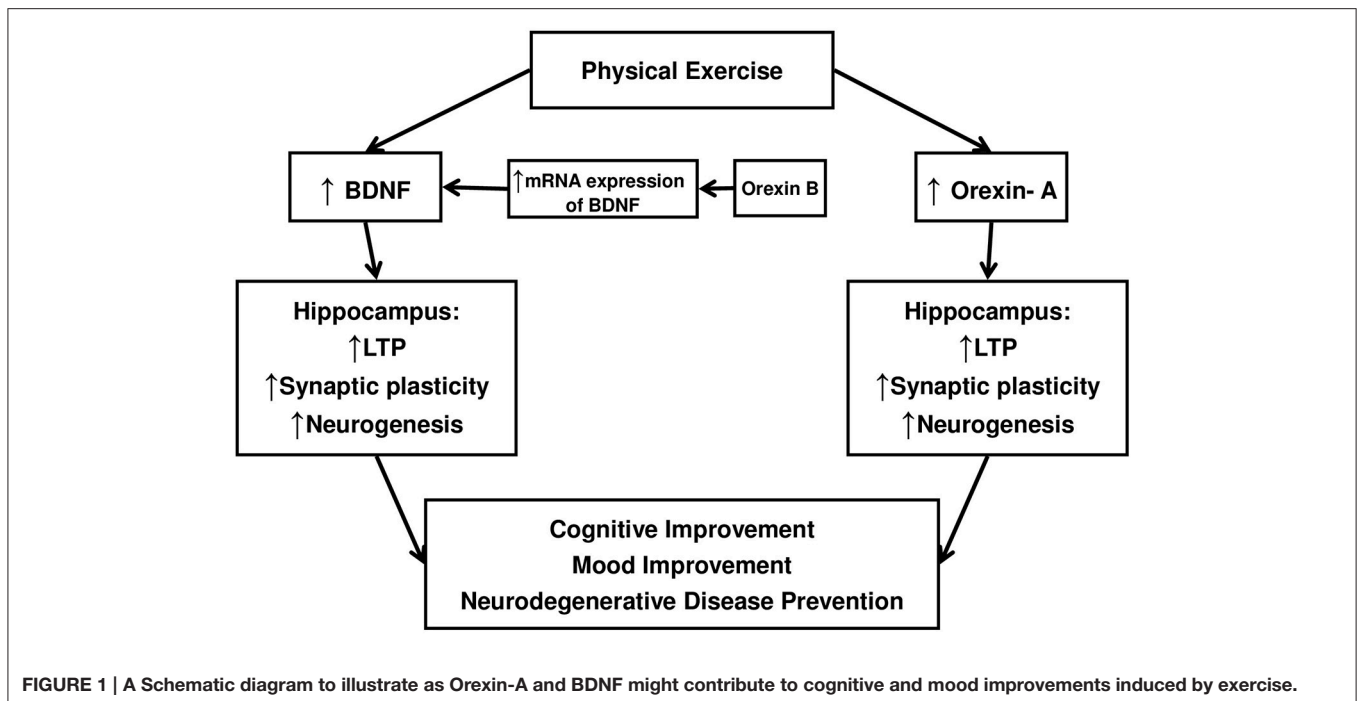 Physical Exercise
↑ BDNF
↑mRNA expression
of BDNF
Orexin B
↑ Orexin- A
Hippocampus:
↑LTP
↑Synaptic plasticity
↑Neurogenesis
Hippocampus:
↑LTP
↑Synaptic plasticity
↑Neurogenesis
Cognitive Improvement
Mood Improvement
Neurodegenerative Disease Prevention
FIGURE 1 | A Schematic diagram to illustrate as Orexin-A and BDNF might contribute to cognitive and mood improvements induced by exercise.